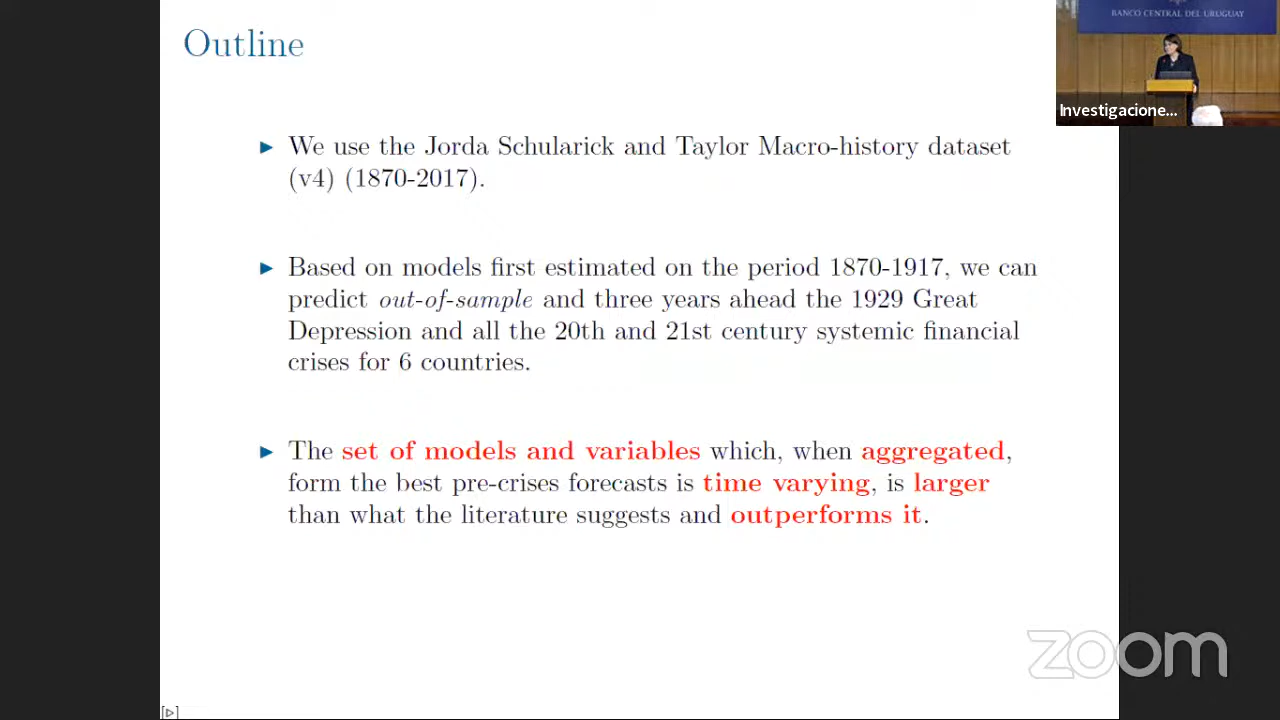 Outline
BANCO CENTRAL DEL URUGUAY
Investigacione...
▶ We use the Jorda Schularick and Taylor Macro-history dataset
(v4) (1870-2017).
▶ Based on models first estimated on the period 1870-1917, we can
predict out-of-sample and three years ahead the 1929 Great
Depression and all the 20th and 21st century systemic financial
crises for 6 countries.
▶ The set of models and variables which, when aggregated,
form the best pre-crises forecasts is time varying, is larger
than what the literature suggests and outperforms it.
zoom